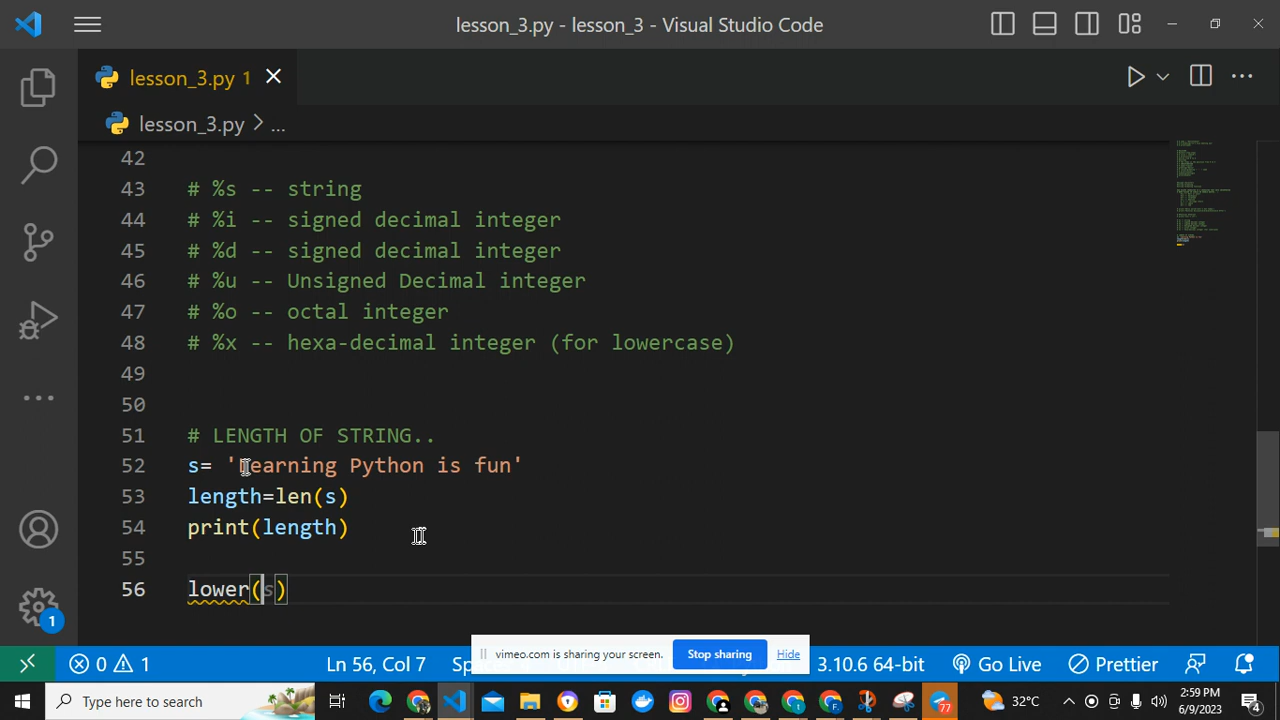 lesson_3.py - lesson_3 - Visual Studio Code
lesson_3.py 1
lesson_3.py > ...
42
43 # %s -- string
44 # %i -- signed decimal integer
45 # %d -- signed decimal integer
46 # %u -- Unsigned Decimal integer
47 # %o -- octal integer
48 # %x -- hexa-decimal integer (for lowercase)
49
50
51 # LENGTH OF STRING..
52 s= 'Learning Python is fun'
53 length=len(s)
54 print(length)
55
56 lower(s)
1
vimeo.com is sharing your screen. Stop sharing Hide
0 1 Ln 56, Col 7 3.10.6 64-bit Go Live Prettier
Type here to search 77 32°C 2:59 PM
6/9/2023 4